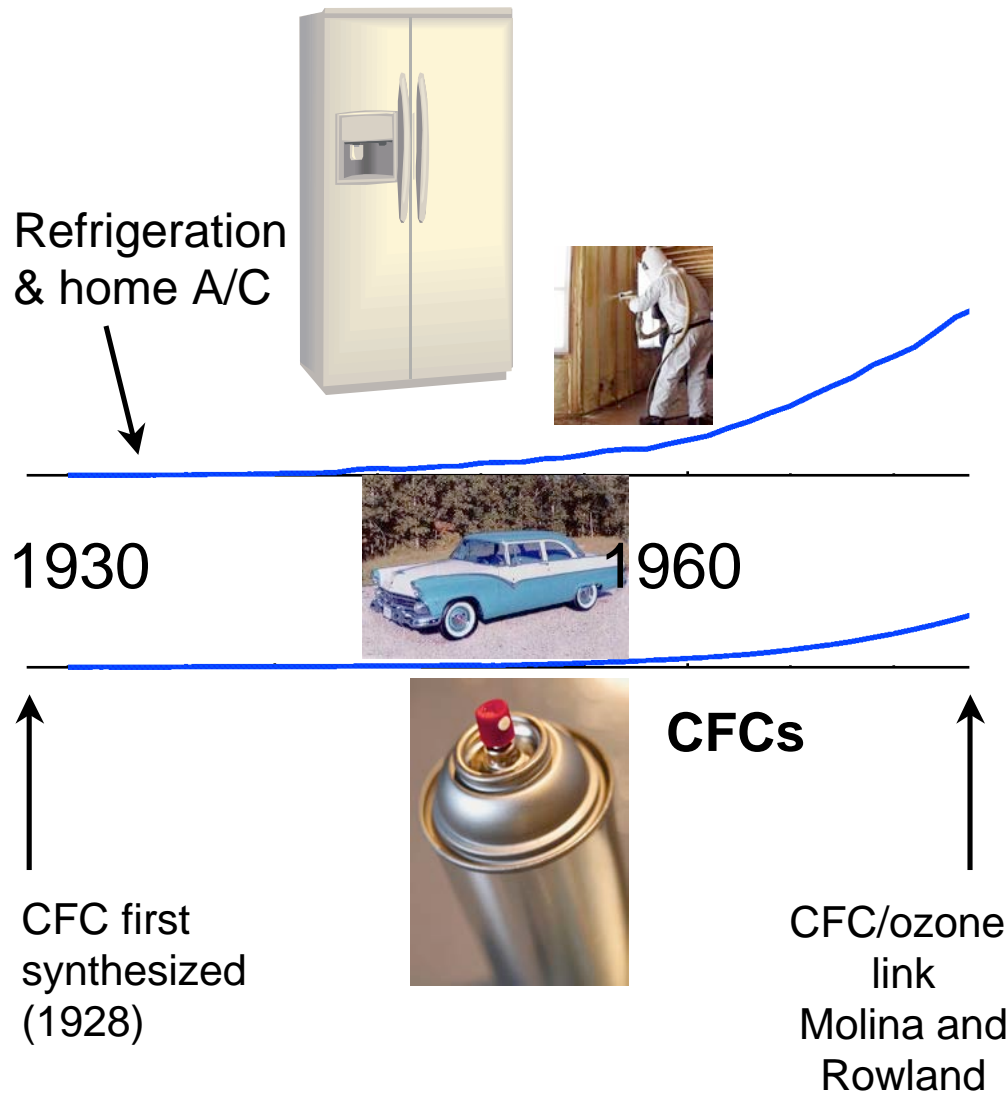 Refrigeration
& home A/C
1930
1960
CFCs
CFC first
synthesized
(1928)
CFC/ozone
link
Molina and
Rowland